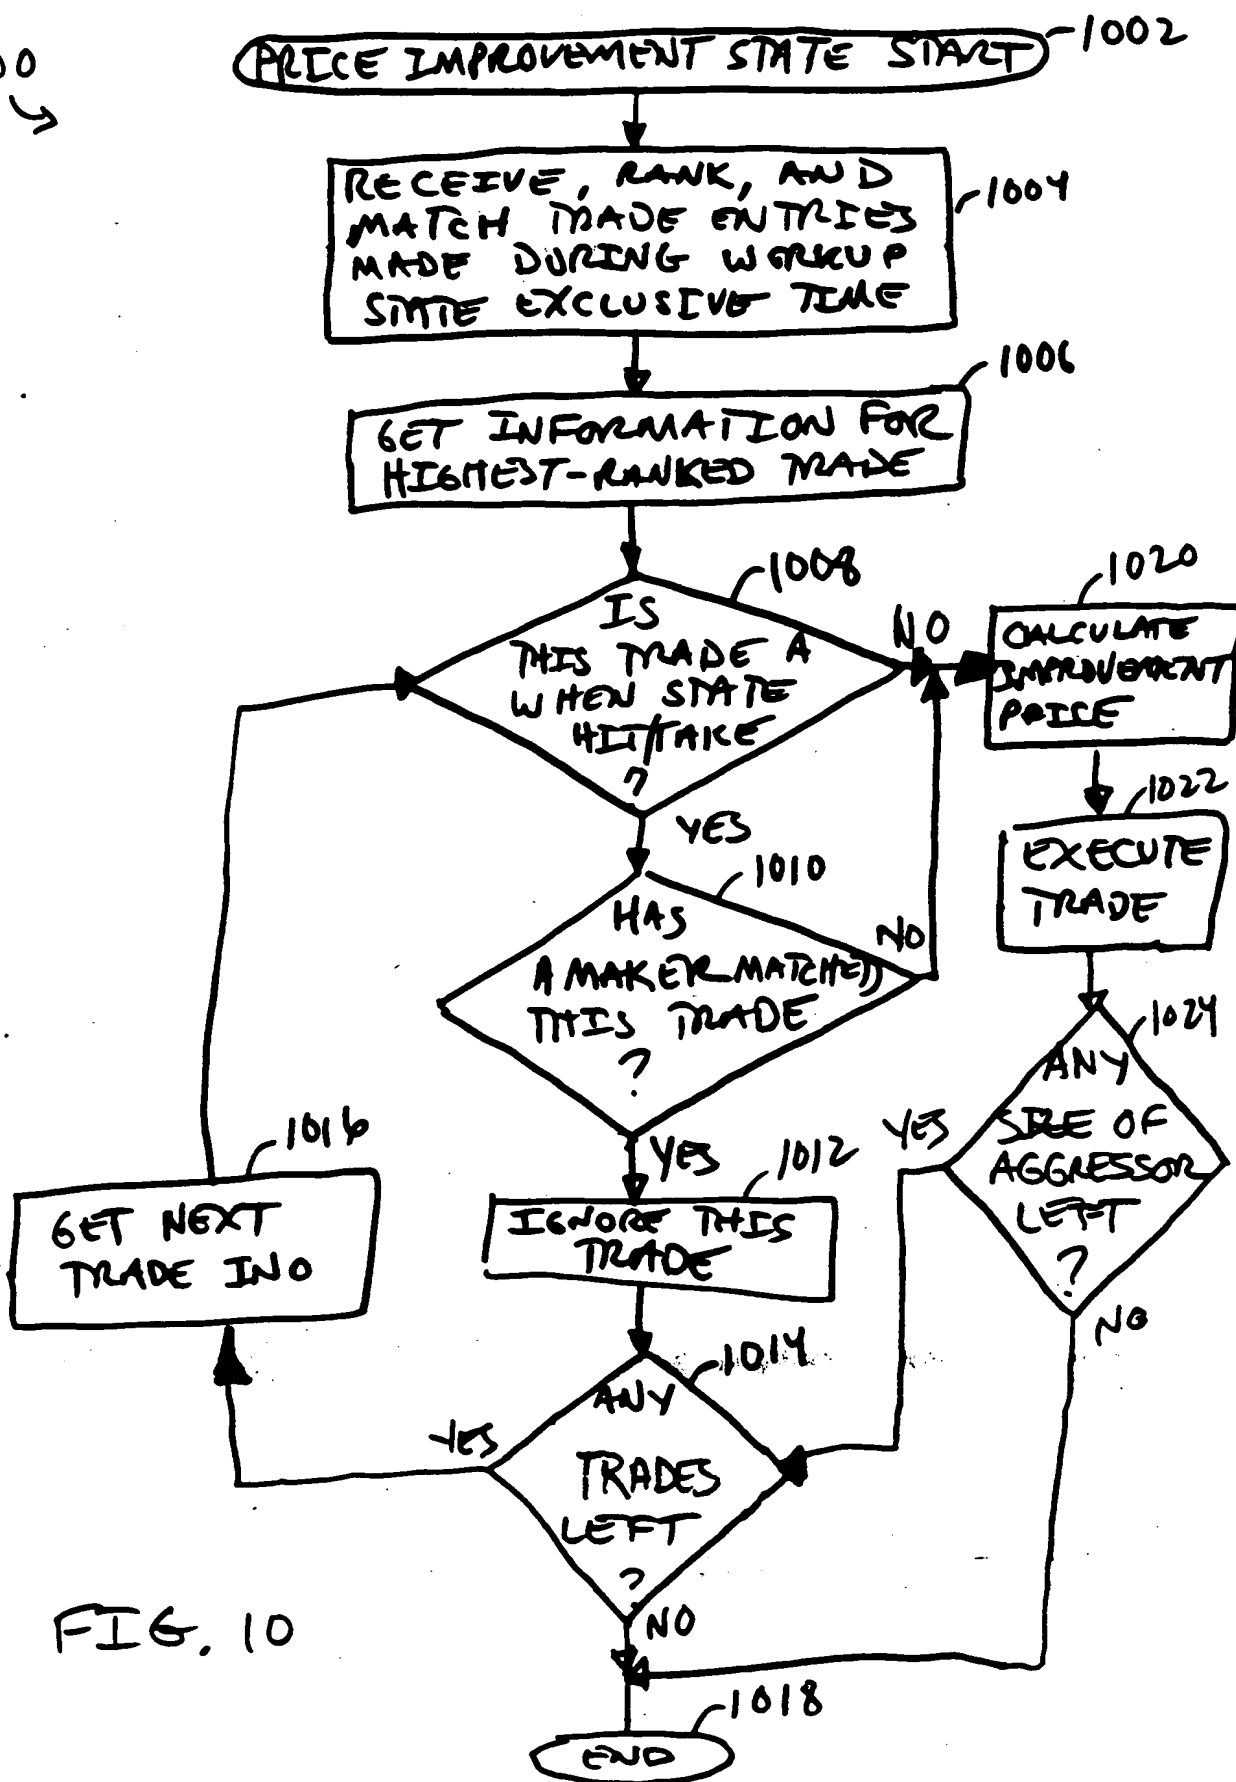 PRICE IMPROVEMENT STATE START
1002
00
RECEIVE, RANK, AND
MATCH TRADE ENTRIES
MADE DURING WORKUP
STATE EXCLUSIVE TIME
1004
1006
GET INFORMATION FOR
HIGHEST-RANKED TRADE
1008
IS
THIS TRADE A
WHEN STATE
HIT/TAKE
?
NO
YES
1020
CALCULATE
IMPROVEMENT
PRICE
1022
EXECUTE
TRADE
1010
HAS
A MAKER MATCHED
THIS TRADE
?
NO
YES
1024
ANY
SIZE OF
AGGRESSOR
LEFT
?
YES
NO
1016
GET NEXT
TRADE INO
1012
IGNORE THIS
TRADE
1014
ANY
TRADES
LEFT
?
YES
NO
FIG. 10
1018
END